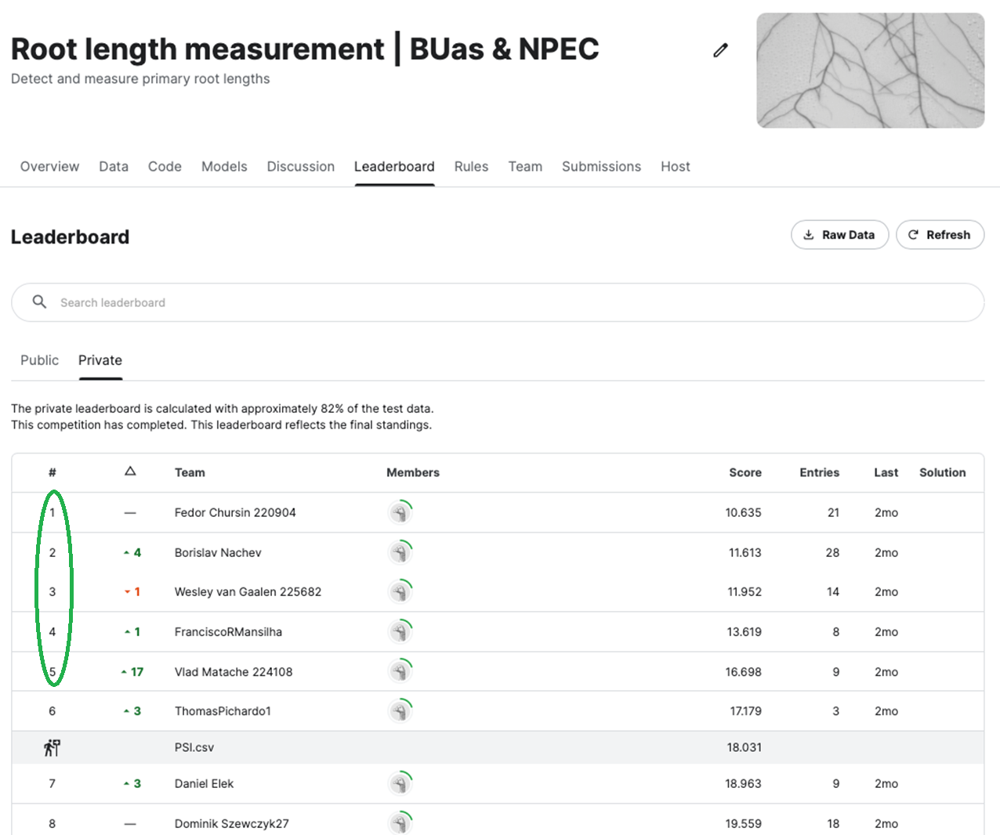 Root length measurement | BUas & NPEC
Detect and measure primary root lengths
Overview Data Code Models Discussion Leaderboard Rules Team Submissions Host
Leaderboard
Raw Data Refresh
Search leaderboard
Public Private
The private leaderboard is calculated with approximately 82% of the test data.
This competition has completed. This leaderboard reflects the final standings.
# △ Team Members Score Entries Last Solution
1 — Fedor Chursin 220904 10.635 21 2mo
2 4 Borislav Nachev 11.613 28 2mo
3 1 Wesley van Gaalen 225682 11.952 14 2mo
4 1 FranciscoRMansilha 13.619 8 2mo
5 17 Vlad Matache 224108 16.698 9 2mo
6 3 ThomasPichardo1 17.179 3 2mo
PSI.csv 18.031
7 3 Daniel Elek 18.963 9 2mo
8 — Dominik Szewczyk27 19.559 18 2mo